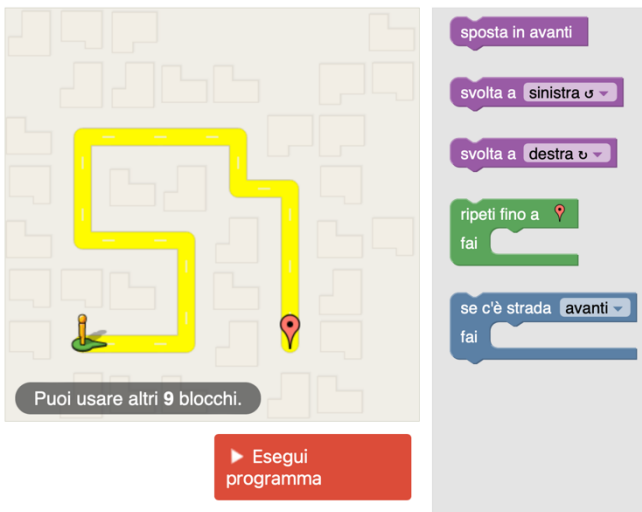 sposta in avanti
svolta a sinistra ↺
svolta a destra ↻
ripeti fino a
fai
se c'è strada avanti
fai
Puoi usare altri 9 blocchi.
Esegui
programma